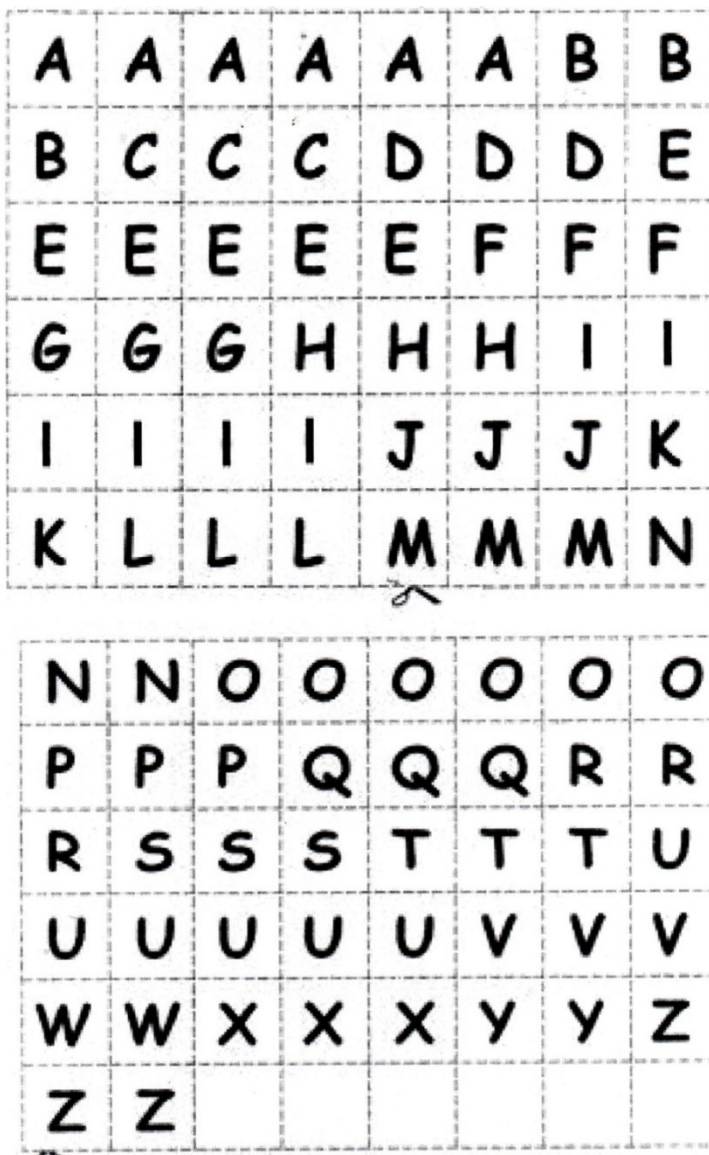 A A A A A A B B
B C C C D D D E
E E E E E F F F
G G G H H H I I
I I I I J J J K
K L L L M M M N
N N O O O O O O
P P P Q Q Q R R
R S S S T T T U
U U U U U V V V
W W X X X Y Y Z
Z Z